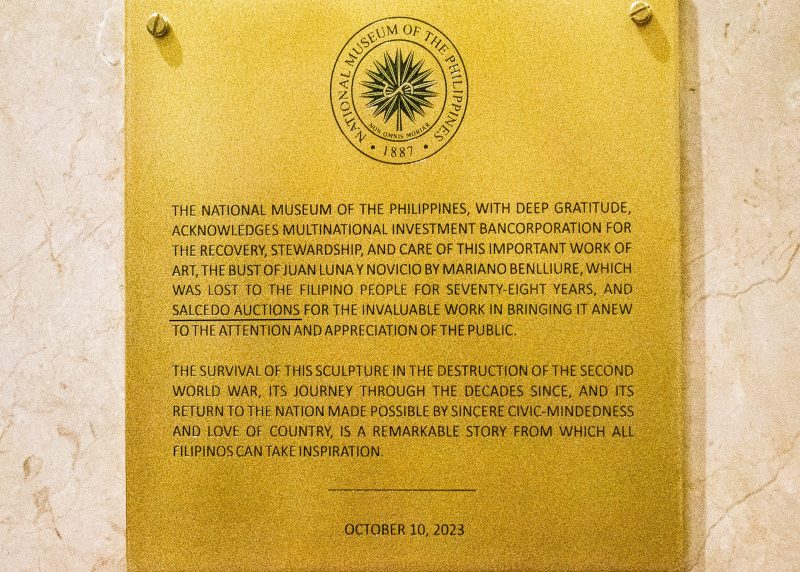 NATIONAL MUSEUM OF THE PHILIPPINES
NON OMNIS MORIAR
• 1887 •
THE NATIONAL MUSEUM OF THE PHILIPPINES, WITH DEEP GRATITUDE,
ACKNOWLEDGES MULTINATIONAL INVESTMENT BANCORPORATION FOR
THE RECOVERY, STEWARDSHIP, AND CARE OF THIS IMPORTANT WORK OF
ART, THE BUST OF JUAN LUNA Y NOVICIO BY MARIANO BENLLIURE, WHICH
WAS LOST TO THE FILIPINO PEOPLE FOR SEVENTY-EIGHT YEARS, AND
SALCEDO AUCTIONS FOR THE INVALUABLE WORK IN BRINGING IT ANEW
TO THE ATTENTION AND APPRECIATION OF THE PUBLIC.
THE SURVIVAL OF THIS SCULPTURE IN THE DESTRUCTION OF THE SECOND
WORLD WAR, ITS JOURNEY THROUGH THE DECADES SINCE, AND ITS
RETURN TO THE NATION MADE POSSIBLE BY SINCERE CIVIC-MINDEDNESS
AND LOVE OF COUNTRY, IS A REMARKABLE STORY FROM WHICH ALL
FILIPINOS CAN TAKE INSPIRATION.
OCTOBER 10, 2023